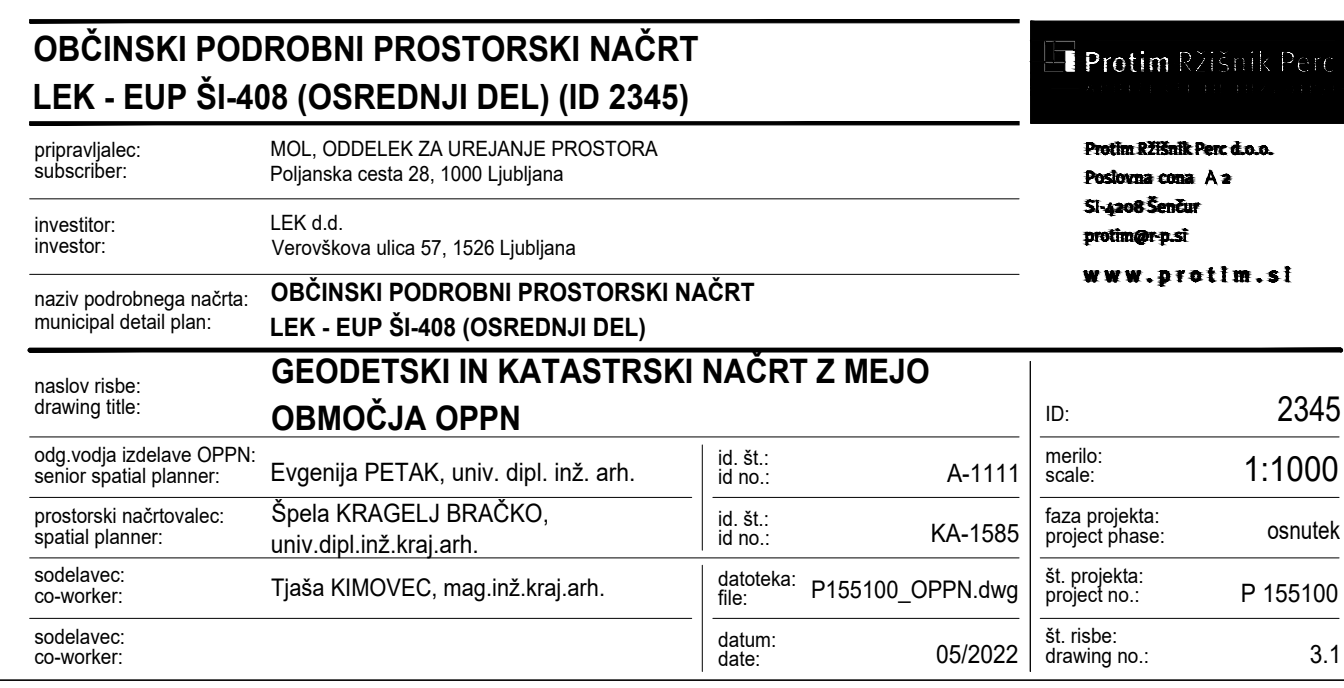 OBČINSKI PODROBNI PROSTORSKI NAČRT
LEK - EUP ŠI-408 (OSREDNJI DEL) (ID 2345)
Protim Ržišnik Perc
Protim Ržišnik Perc d.o.o.
Poslovna cona A 2
SI-4208 Šenčur
protim@r-p.si
www.protim.si
pripravljalec: MOL, ODDELEK ZA UREJANJE PROSTORA
subscriber: Poljanska cesta 28, 1000 Ljubljana
investitor: LEK d.d.
investor: Verovškova ulica 57, 1526 Ljubljana
naziv podrobnega načrta: OBČINSKI PODROBNI PROSTORSKI NAČRT
municipal detail plan: LEK - EUP ŠI-408 (OSREDNJI DEL)
naslov risbe: GEODETSKI IN KATASTRSKI NAČRT Z MEJO
drawing title: OBMOČJA OPPN
ID: 2345
odg.vodja izdelave OPPN:
senior spatial planner: Evgenija PETAK, univ. dipl. inž. arh.
id. št.:
id no.: A-1111
merilo:
scale: 1:1000
prostorski načrtovalec: Špela KRAGELJ BRAČKO,
spatial planner: univ.dipl.inž.kraj.arh.
id. št.:
id no.: KA-1585
faza projekta:
project phase: osnutek
sodelavec:
co-worker: Tjaša KIMOVEC, mag.inž.kraj.arh.
datoteka:
file: P155100_OPPN.dwg
št. projekta:
project no.: P 155100
sodelavec:
co-worker:
datum:
date: 05/2022
št. risbe:
drawing no.: 3.1